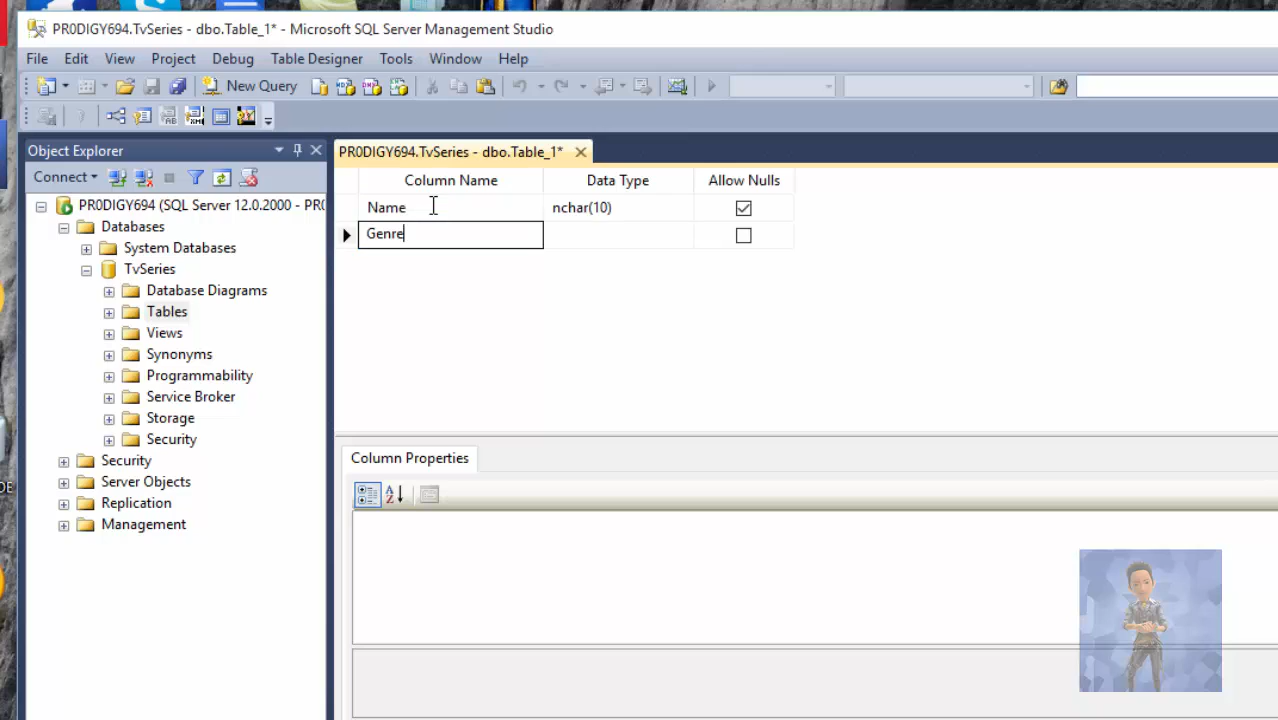 PR0DIGY694.TvSeries - dbo.Table_1* - Microsoft SQL Server Management Studio
File Edit View Project Debug Table Designer Tools Window Help
New Query
Object Explorer
Connect
PR0DIGY694 (SQL Server 12.0.2000 - PR0
Databases
System Databases
TvSeries
Database Diagrams
Tables
Views
Synonyms
Programmability
Service Broker
Storage
Security
Security
Server Objects
Replication
Management
PR0DIGY694.TvSeries - dbo.Table_1*
Column Name Data Type Allow Nulls
Name nchar(10)
Genre
Column Properties